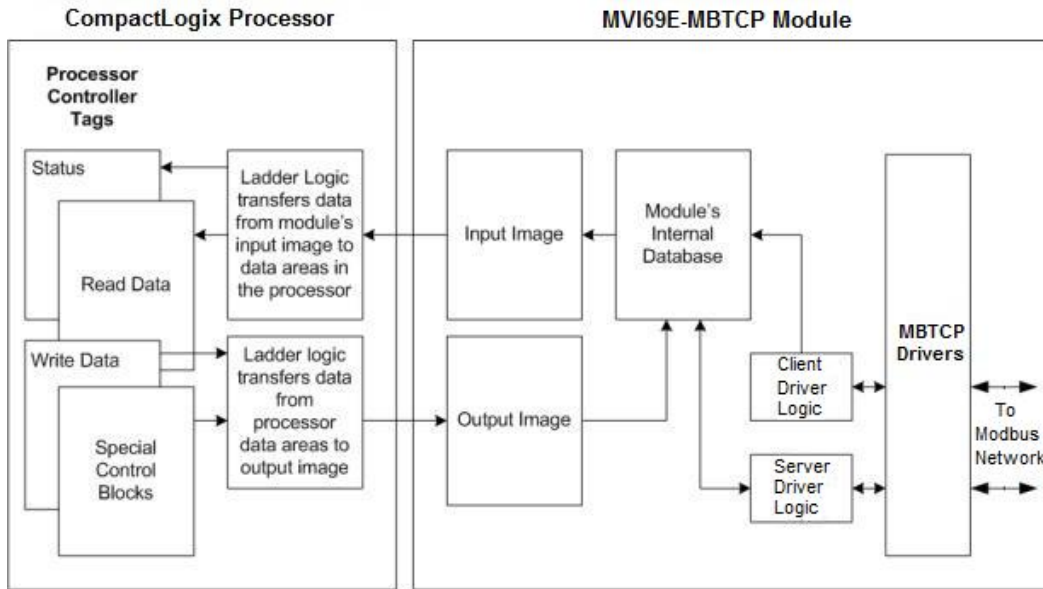 CompactLogix Processor
MVI69E-MBTCP Module
Processor
Controller
Tags
Status
Read Data
Ladder Logic
transfers data
from module's
input image to
data areas in
the processor
Write Data
Special
Control
Blocks
Ladder logic
transfers data
from
processor
data areas to
output image
Input Image
Output Image
Module's
Internal
Database
Client
Driver
Logic
Server
Driver
Logic
MBTCP
Drivers
To
Modbus
Network